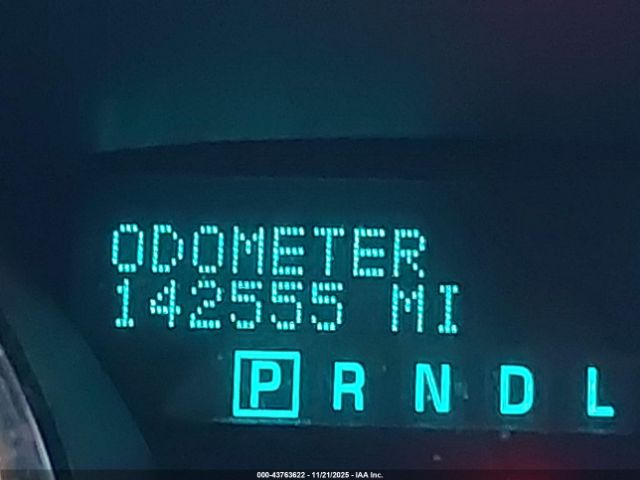 ODOMETER
142555 MI
P R N D L
000-43763622 - 11/21/2025 - IAA Inc.